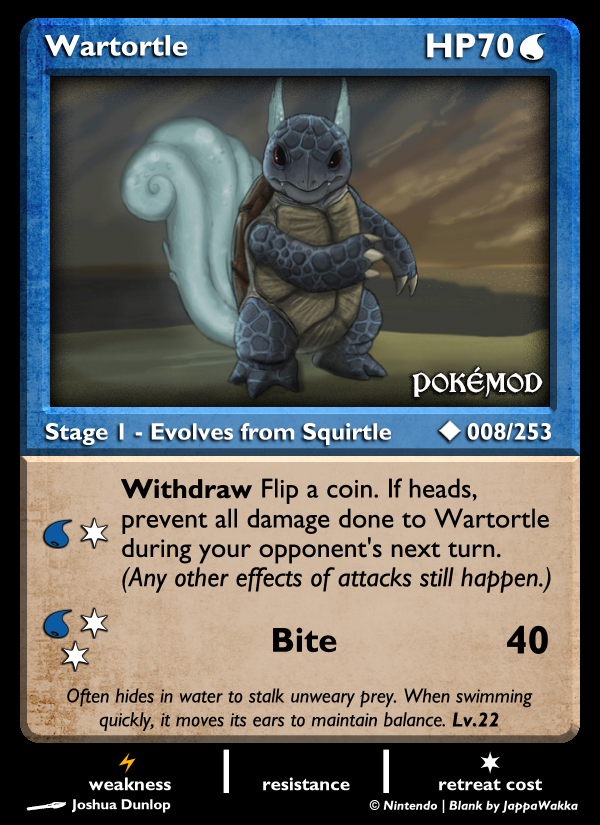 Wartortle HP70
POKÉMOD
Stage 1 - Evolves from Squirtle 008/253
Withdraw Flip a coin. If heads,
prevent all damage done to Wartortle
during your opponent's next turn.
(Any other effects of attacks still happen.)
Bite 40
Often hides in water to stalk unweary prey. When swimming
quickly, it moves its ears to maintain balance. Lv.22
weakness resistance retreat cost
Joshua Dunlop © Nintendo | Blank by JappaWakka